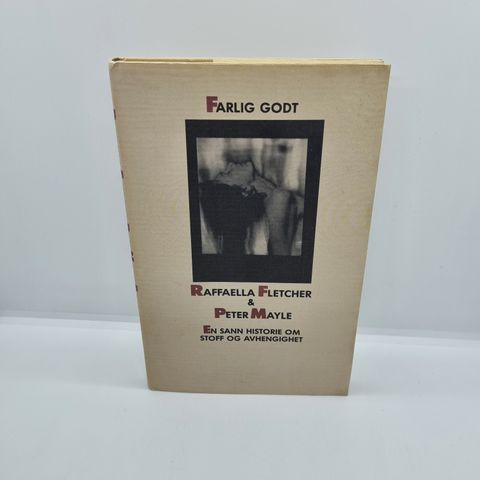 FARLIG GODT
RAFFAELLA FLETCHER
&
PETER MAYLE
EN SANN HISTORIE OM
STOFF OG AVHENGIGHET